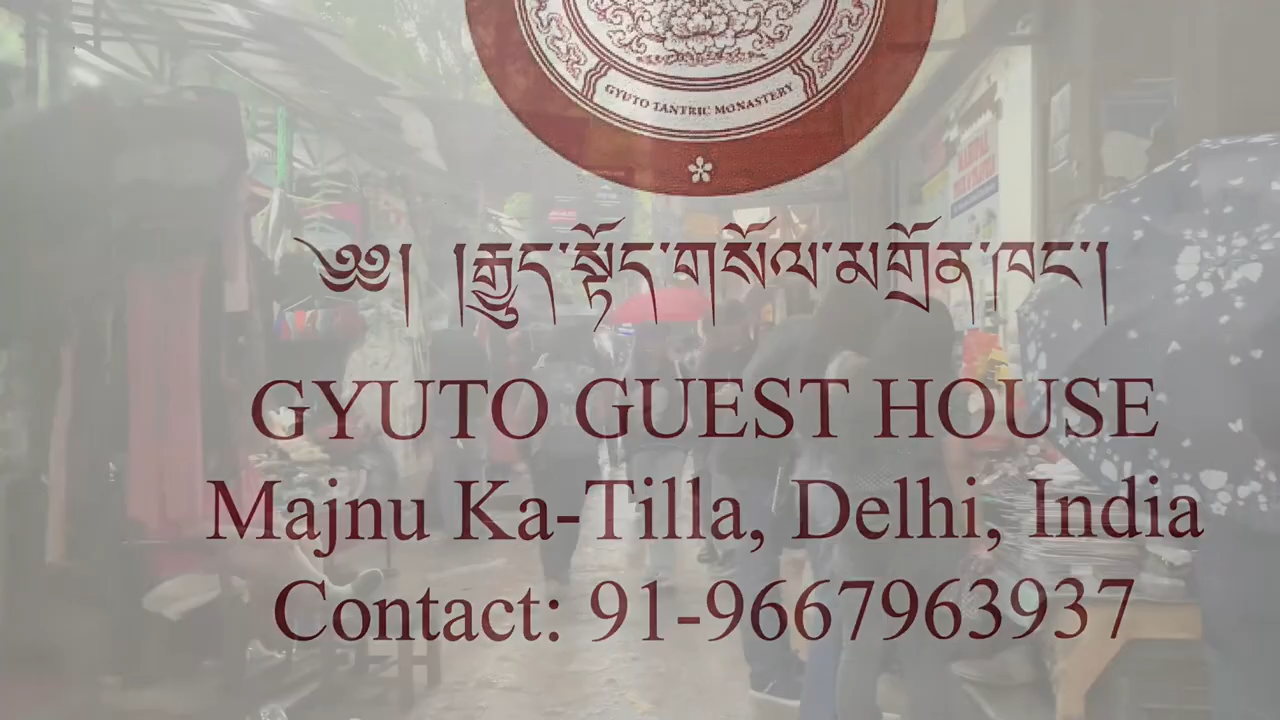 GYUTO TANTRIC MONASTERY
༄༅། །རྒྱུད་སྟོད་གསོལ་མགྲོན་ཁང་།
GYUTO GUEST HOUSE
Majnu Ka-Tilla, Delhi, India
Contact: 91-9667963937